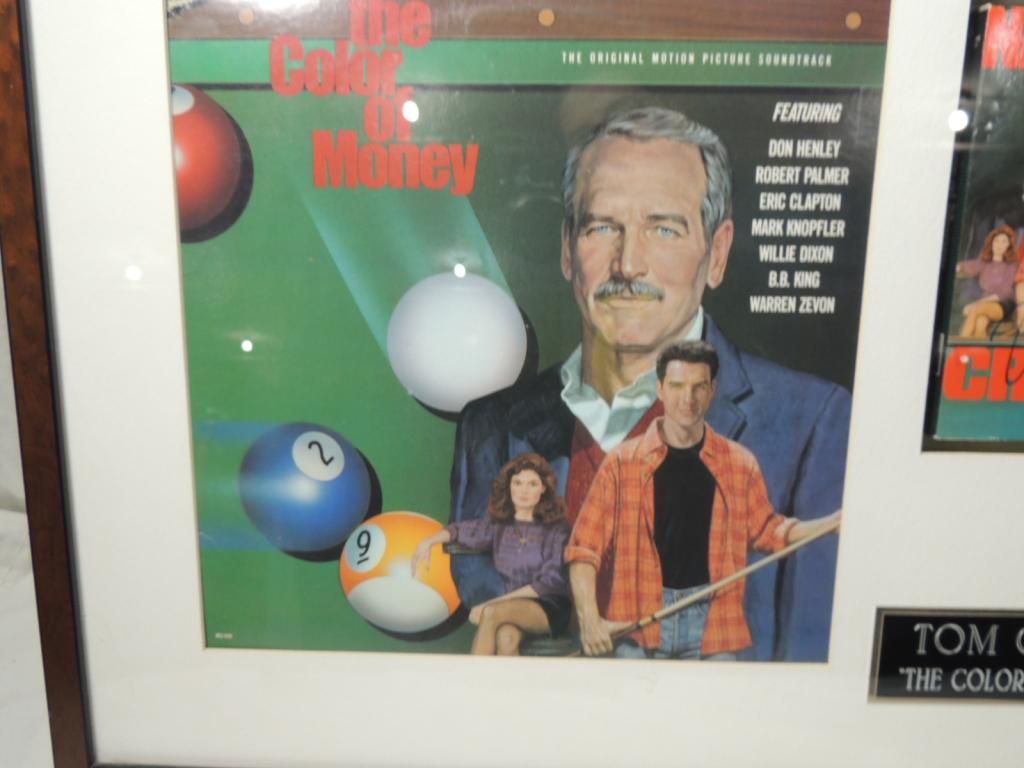 the
Color
of
Money
THE ORIGINAL MOTION PICTURE SOUNDTRACK
FEATURING
DON HENLEY
ROBERT PALMER
ERIC CLAPTON
MARK KNOPFLER
WILLIE DIXON
B.B. KING
WARREN ZEVON
2
9
TOM
"THE COLOR